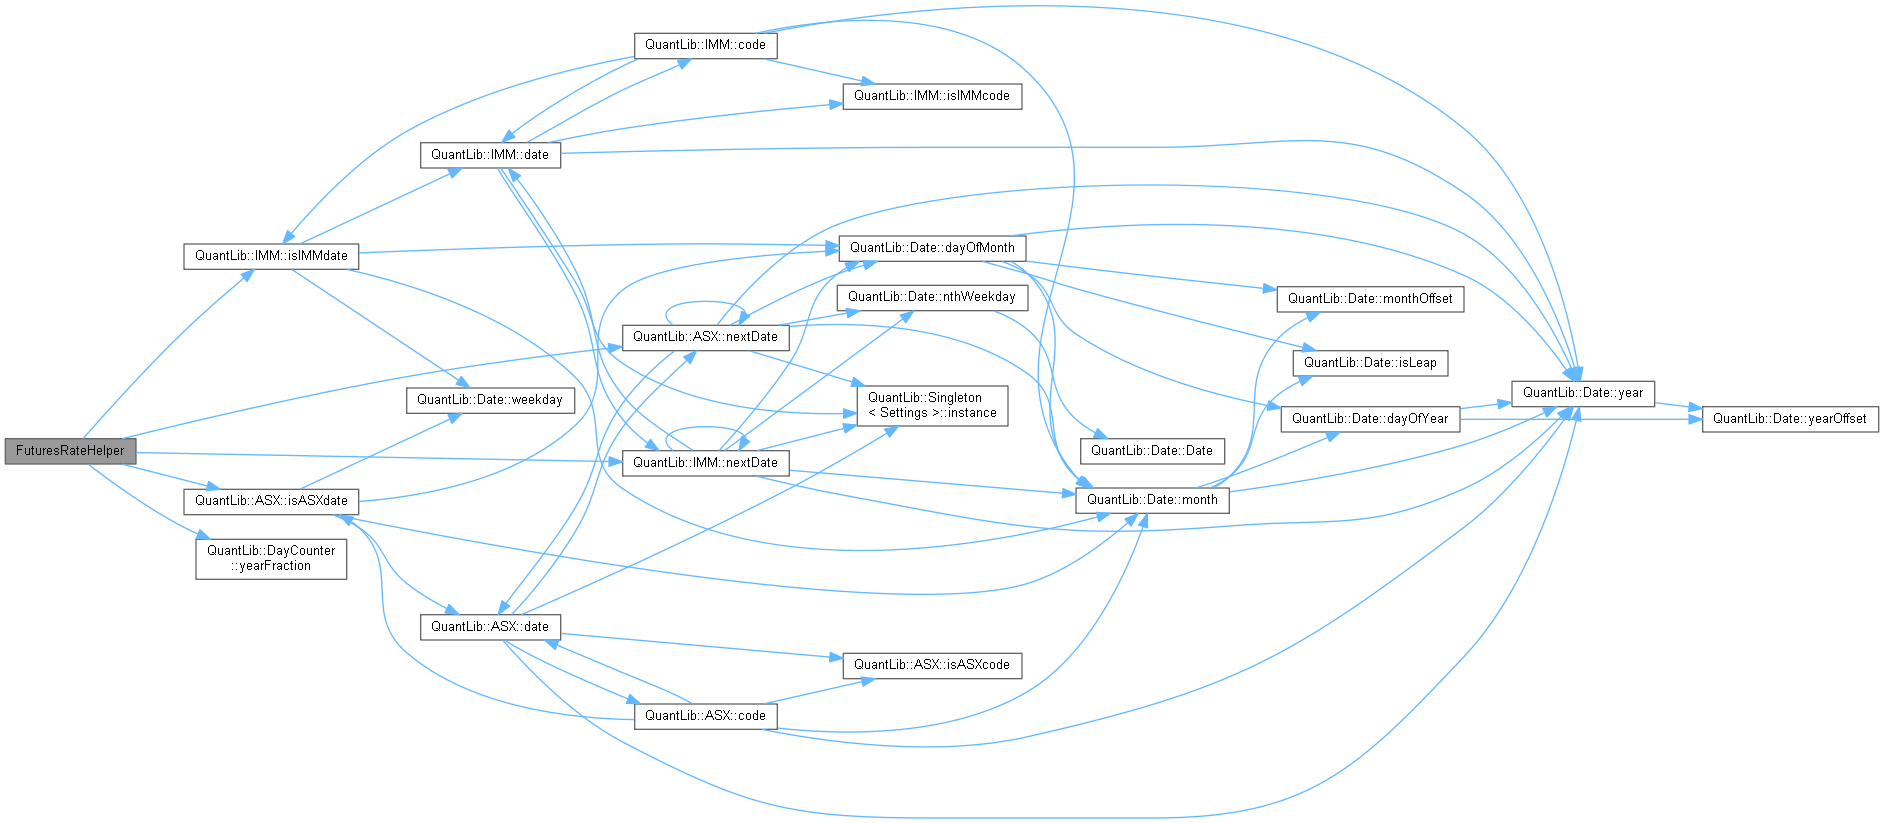 QuantLib::IMM::code
QuantLib::IMM::isIMMcode
QuantLib::IMM::date
QuantLib::IMM::isIMMdate
QuantLib::Date::dayOfMonth
QuantLib::Date::nthWeekday
QuantLib::Date::monthOffset
QuantLib::ASX::nextDate
QuantLib::Date::isLeap
QuantLib::Date::weekday
QuantLib::Singleton
< Settings >::instance
QuantLib::Date::year
QuantLib::Date::dayOfYear
QuantLib::Date::yearOffset
FuturesRateHelper
QuantLib::Date::Date
QuantLib::IMM::nextDate
QuantLib::ASX::isASXdate
QuantLib::Date::month
QuantLib::DayCounter
::yearFraction
QuantLib::ASX::date
QuantLib::ASX::isASXcode
QuantLib::ASX::code